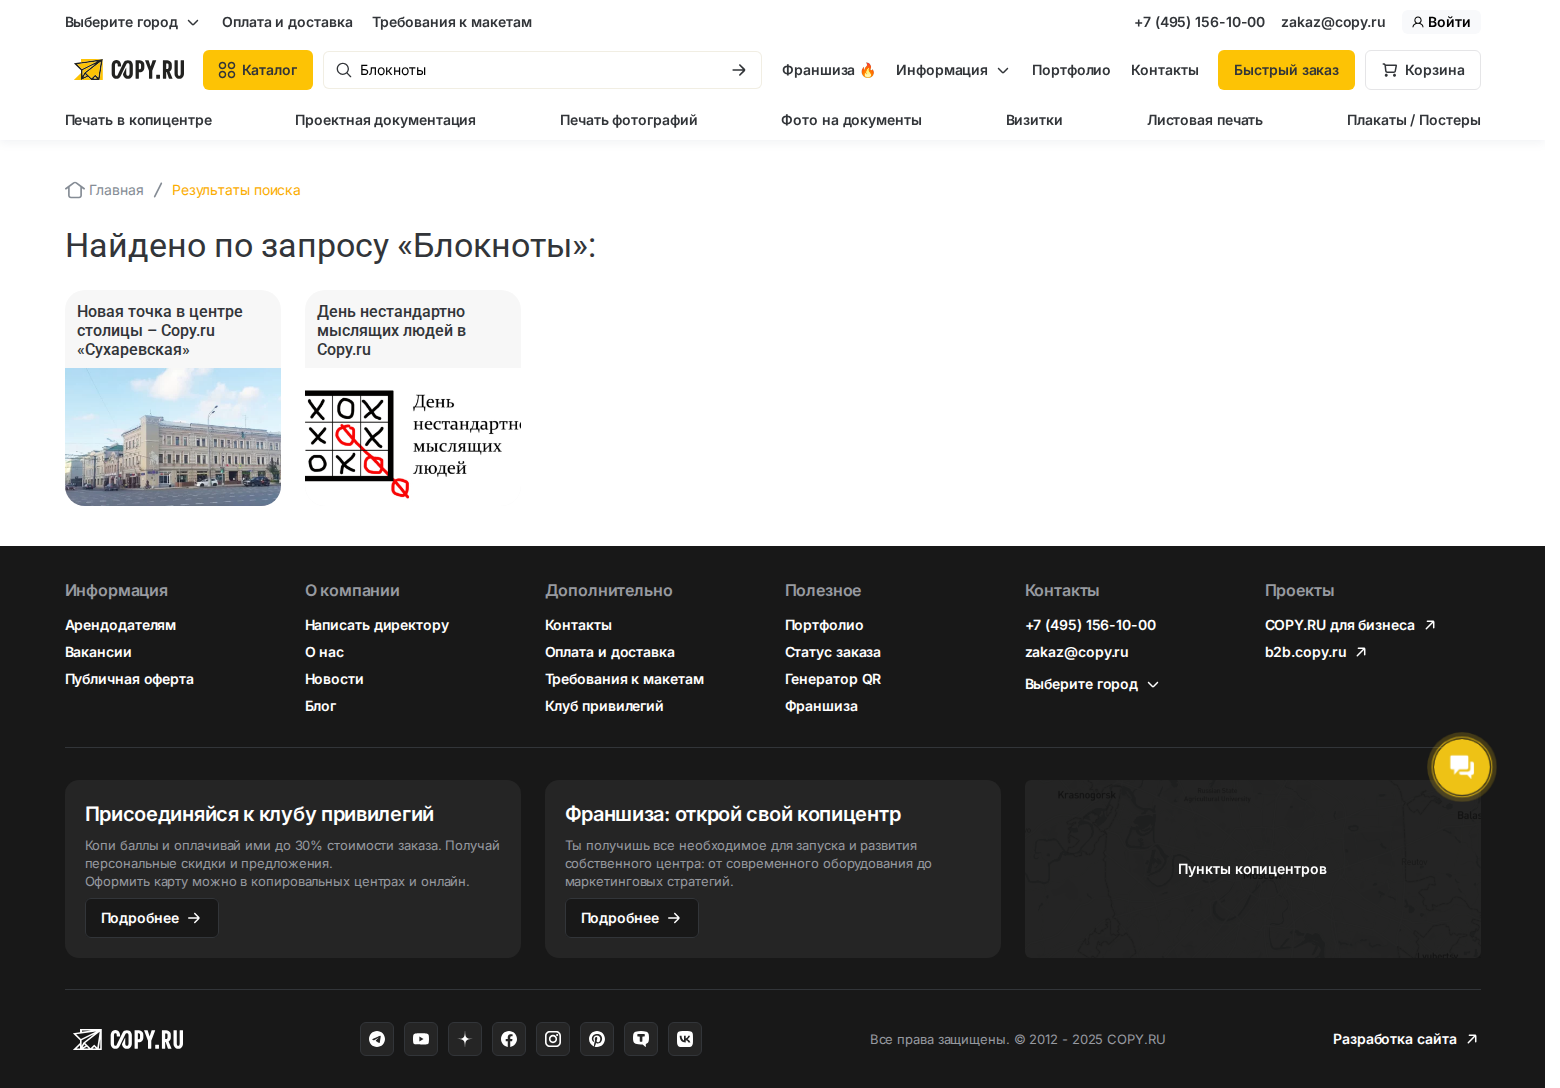 Выберите город
Оплата и доставка
Требования к макетам
+7 (495) 156-10-00
zakaz@copy.ru
Войти
COPY.RU
Каталог
Блокноты
Франшиза 🔥
Информация
Портфолио
Контакты
Быстрый заказ
Корзина
Печать в копицентре
Проектная документация
Печать фотографий
Фото на документы
Визитки
Листовая печать
Плакаты / Постеры
Главная / Результаты поиска
Найдено по запросу «Блокноты»:
Новая точка в центре
столицы – Copy.ru
«Сухаревская»
День нестандартно
мыслящих людей в
Copy.ru
День
нестандартно
мыслящих
людей
Информация
Арендодателям
Вакансии
Публичная оферта
О компании
Написать директору
О нас
Новости
Блог
Дополнительно
Контакты
Оплата и доставка
Требования к макетам
Клуб привилегий
Полезное
Портфолио
Статус заказа
Генератор QR
Франшиза
Контакты
+7 (495) 156-10-00
zakaz@copy.ru
Выберите город
Проекты
COPY.RU для бизнеса
b2b.copy.ru
Присоединяйся к клубу привилегий
Копи баллы и оплачивай ими до 30% стоимости заказа. Получай
персональные скидки и предложения.
Оформить карту можно в копировальных центрах и онлайн.
Подробнее
Франшиза: открой свой копицентр
Ты получишь все необходимое для запуска и развития
собственного центра: от современного оборудования до
маркетинговых стратегий.
Подробнее
Krasnogorsk
Пункты копицентров
COPY.RU
Все права защищены. © 2012 - 2025 COPY.RU
Разработка сайта